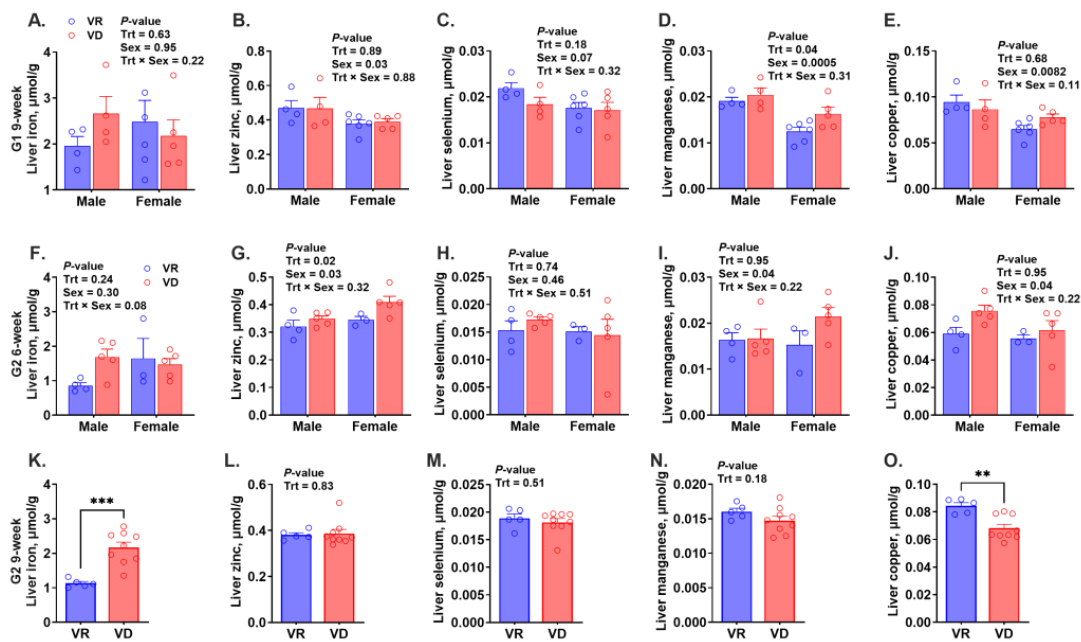 A.
VR
VD
P-value
Trt = 0.63
Sex = 0.95
Trt × Sex = 0.22
G1 9-week
Liver iron, μmol/g
4
3
2
1
Male
Female
B.
P-value
Trt = 0.89
Sex = 0.03
Trt × Sex = 0.88
Liver zinc, μmol/g
0.8
0.6
0.4
0.2
0.0
Male
Female
C.
P-value
Trt = 0.18
Sex = 0.07
Trt × Sex = 0.32
Liver selenium, μmol/g
0.03
0.02
0.01
0.00
Male
Female
D.
P-value
Trt = 0.04
Sex = 0.0005
Trt × Sex = 0.31
Liver manganese, μmol/g
0.03
0.02
0.01
0.00
Male
Female
E.
P-value
Trt = 0.68
Sex = 0.0082
Trt × Sex = 0.11
Liver copper, μmol/g
0.15
0.10
0.05
0.00
Male
Female
F.
P-value
Trt = 0.24
Sex = 0.30
Trt × Sex = 0.08
VR
VD
G2 6-week
Liver iron, μmol/g
4
3
2
1
0
Male
Female
G.
P-value
Trt = 0.02
Sex = 0.03
Trt × Sex = 0.32
Liver zinc, μmol/g
0.5
0.4
0.3
0.2
0.1
0.0
Male
Female
H.
P-value
Trt = 0.74
Sex = 0.46
Trt × Sex = 0.51
Liver selenium, μmol/g
0.025
0.020
0.015
0.010
0.005
0.000
Male
Female
I.
P-value
Trt = 0.95
Sex = 0.04
Trt × Sex = 0.22
Liver manganese, μmol/g
0.03
0.02
0.01
0.00
Male
Female
J.
P-value
Trt = 0.95
Sex = 0.04
Trt × Sex = 0.22
Liver copper, μmol/g
0.10
0.08
0.06
0.04
0.02
0.00
Male
Female
K.
***
G2 9-week
Liver iron, μmol/g
4
3
2
1
0
VR
VD
L.
P-value
Trt = 0.83
Liver zinc, μmol/g
0.6
0.4
0.2
0.0
VR
VD
M.
P-value
Trt = 0.51
Liver selenium, μmol/g
0.025
0.020
0.015
0.010
0.005
0.000
VR
VD
N.
P-value
Trt = 0.18
Liver manganese, μmol/g
0.020
0.015
0.010
0.005
0.000
VR
VD
O.
**
Liver copper, μmol/g
0.10
0.08
0.06
0.04
0.02
0.00
VR
VD